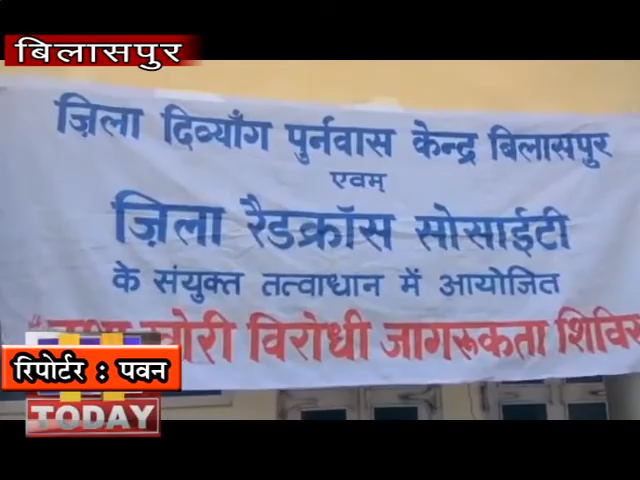 बिलासपुर
ज़िला दिव्याँग पुर्नवास केन्द्र बिलासपुर
एवम्
ज़िला रैडक्रॉस सोसाईटी
के संयुक्त तत्वाधान में आयोजित
खोरी विरोधी जागरूकता शिविर
रिपोर्टर : पवन
TODAY